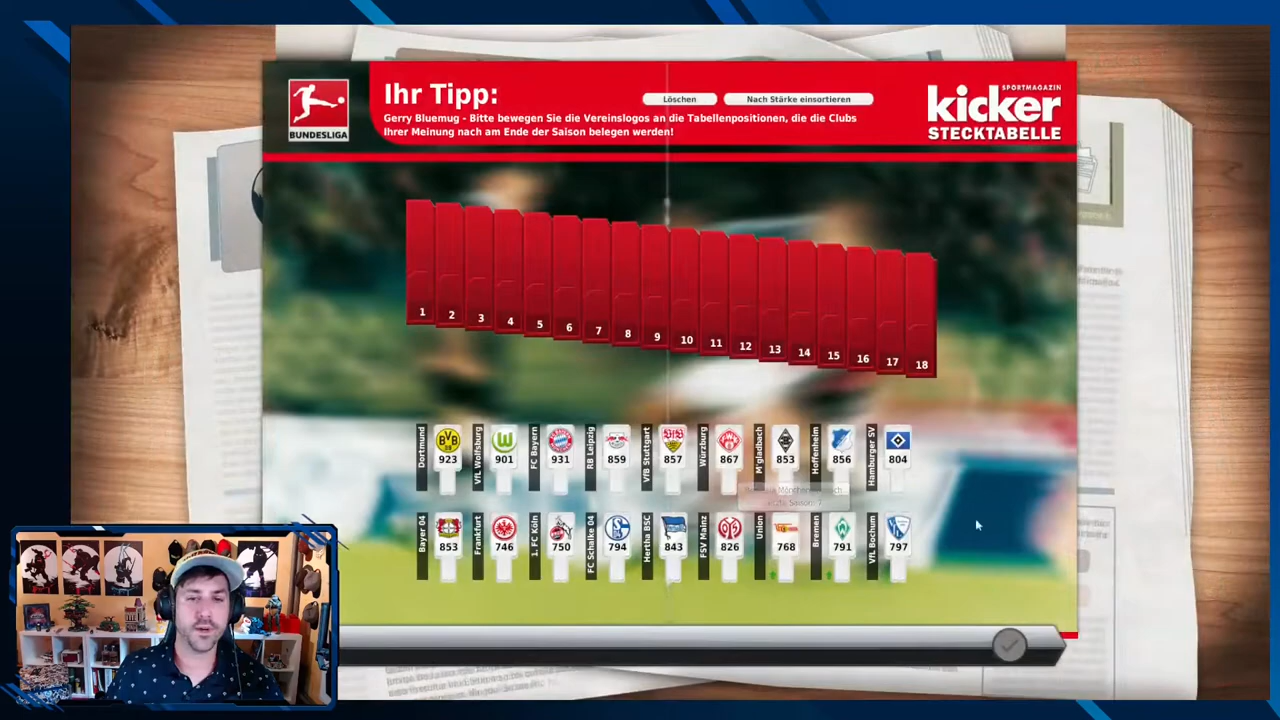 Ihr Tipp:
Löschen
Nach Stärke einsortieren
Gerry Bluemug - Bitte bewegen Sie die Vereinslogos an die Tabellenpositionen, die die Clubs
Ihrer Meinung nach am Ende der Saison belegen werden!
BUNDESLIGA
SPORTMAGAZIN
kicker
STECKTABELLE
1 2 3 4 5 6 7 8 9 10 11 12 13 14 15 16 17 18
Dortmund BVB 09 923
VfL Wolfsburg 901
FC Bayern 931
RB Leipzig 859
VfB Stuttgart 857
Würzburg 867
M'gladbach 853
Hoffenheim 856
Hamburger SV 804
Bayer 04 853
Frankfurt 746
1. FC Köln 750
FC Schalke 04 794
Hertha BSC 843
FSV Mainz 826
Union 768
Bremen 791
VfL Bochum 797